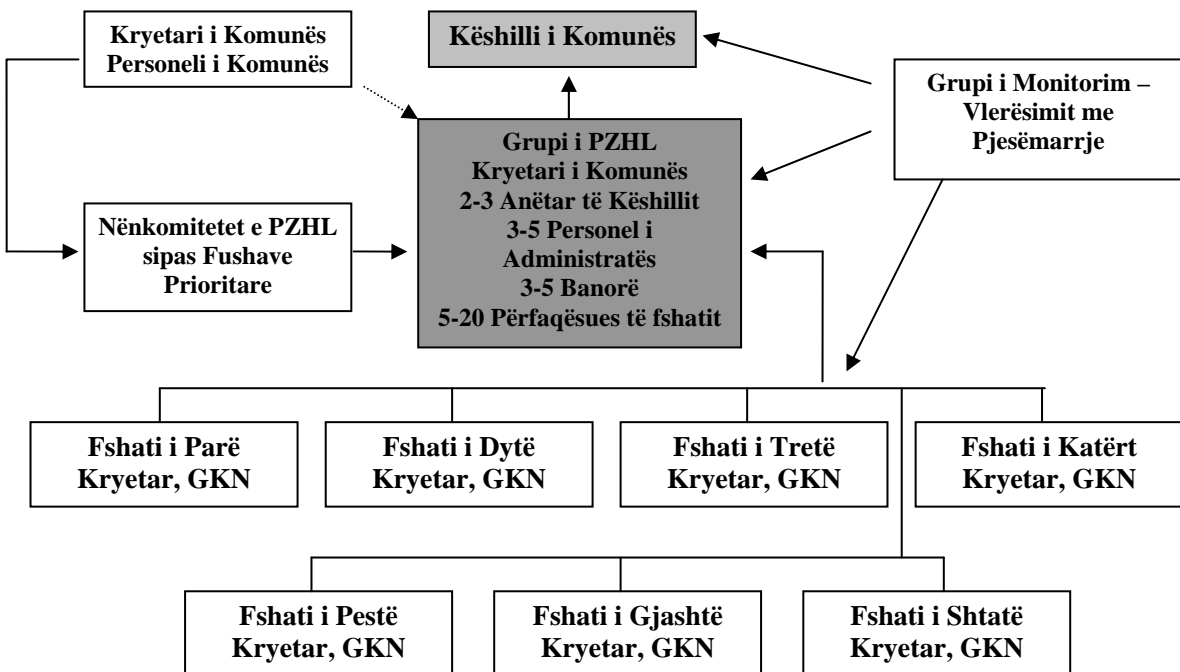 Kryetari i Komunës
Personeli i Komunës
Këshilli i Komunës
Grupi i Monitorim –
Vlerësimit me
Pjesëmarrje
Grupi i PZHL
Kryetari i Komunës
2-3 Anëtar të Këshillit
3-5 Personel i
Administratës
3-5 Banorë
5-20 Përfaqësues të fshatit
Nënkomitetet e PZHL
sipas Fushave
Prioritare
Fshati i Parë
Kryetar, GKN
Fshati i Dytë
Kryetar, GKN
Fshati i Tretë
Kryetar, GKN
Fshati i Katërt
Kryetar, GKN
Fshati i Pestë
Kryetar, GKN
Fshati i Gjashtë
Kryetar, GKN
Fshati i Shtatë
Kryetar, GKN